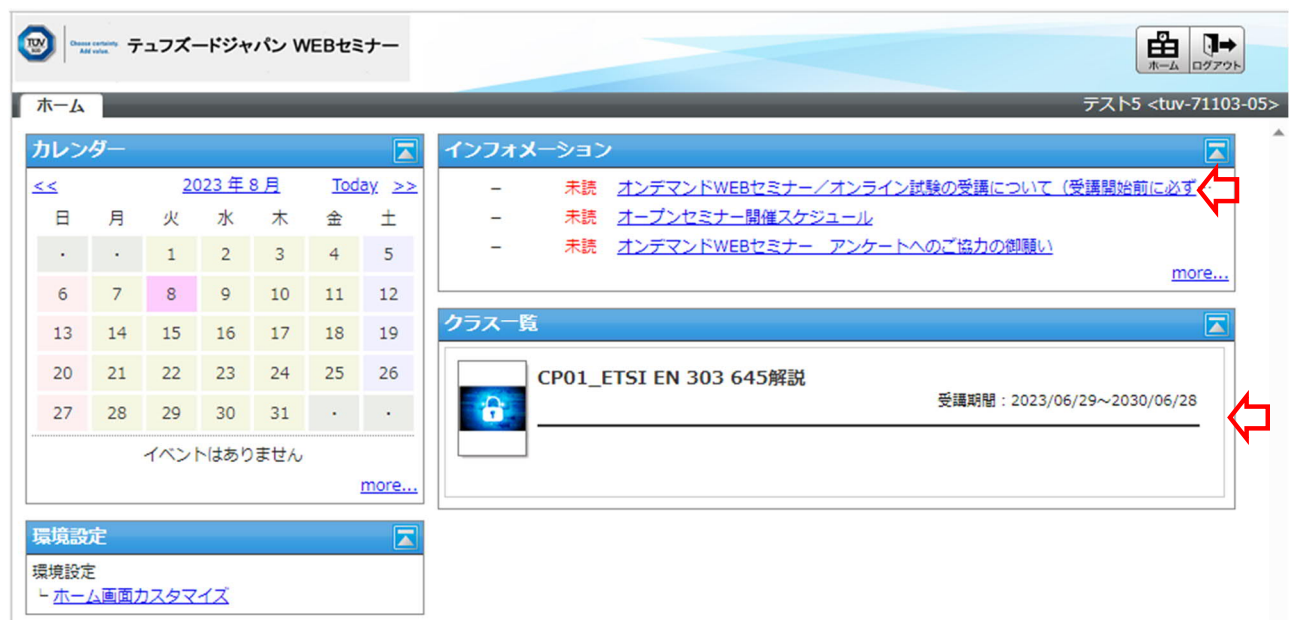 TÜV
SÜD
Choose certainty.
Add value.
テュフズードジャパン WEBセミナー
ホーム ログアウト
ホーム
テスト5 <tuv-71103-05>
カレンダー
<< 2023 年 8 月 Today >>
日 月 火 水 木 金 土
・ ・ 1 2 3 4 5
6 7 8 9 10 11 12
13 14 15 16 17 18 19
20 21 22 23 24 25 26
27 28 29 30 31 ・ ・
イベントはありません
more...
環境設定
環境設定
└ ホーム画面カスタマイズ
インフォメーション
– 未読 オンデマンドWEBセミナー／オンライン試験の受講について（受講開始前に必ず…
– 未読 オープンセミナー開催スケジュール
– 未読 オンデマンドWEBセミナー　アンケートへのご協力の御願い
more...
クラス一覧
CP01_ETSI EN 303 645解説
受講期間：2023/06/29～2030/06/28